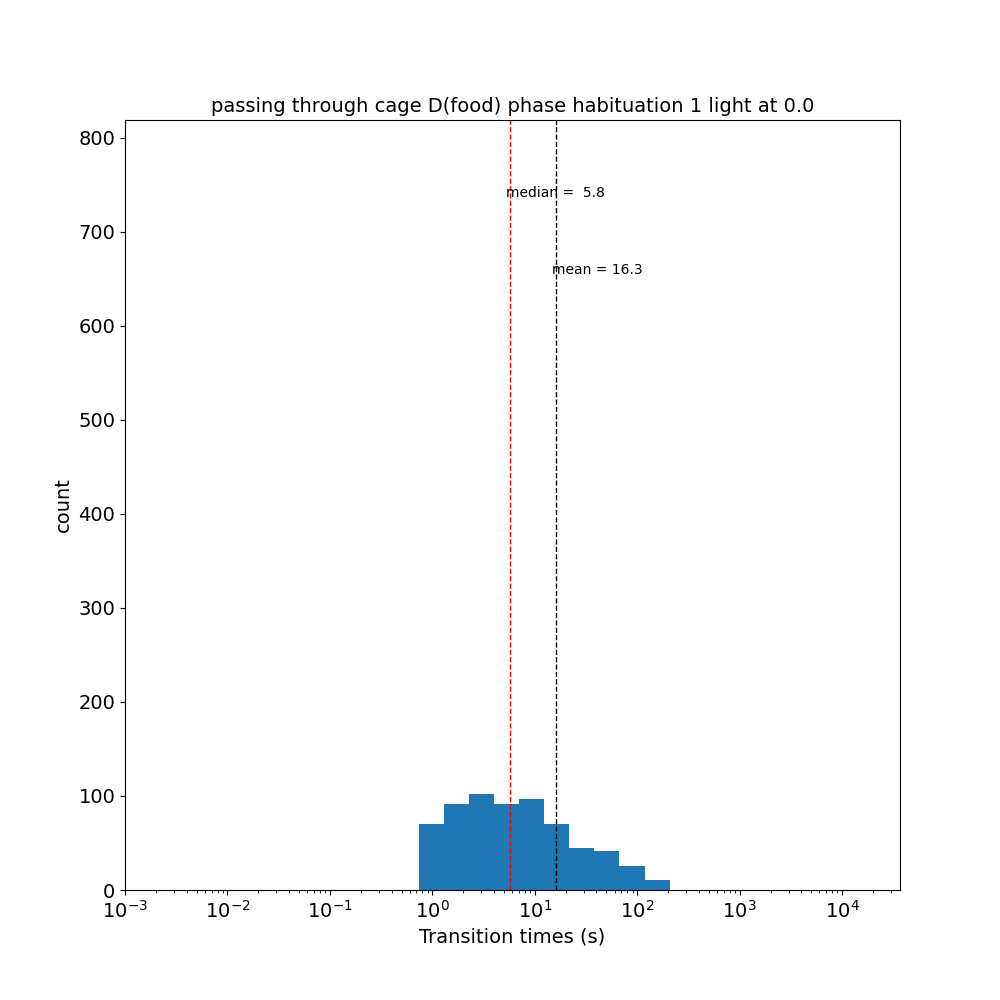 passing through cage D(food) phase habituation 1 light at 0.0
800
median =  5.8
700
mean = 16.3
600
500
count
400
300
200
100
0
10⁻³ 10⁻² 10⁻¹ 10⁰ 10¹ 10² 10³ 10⁴
Transition times (s)